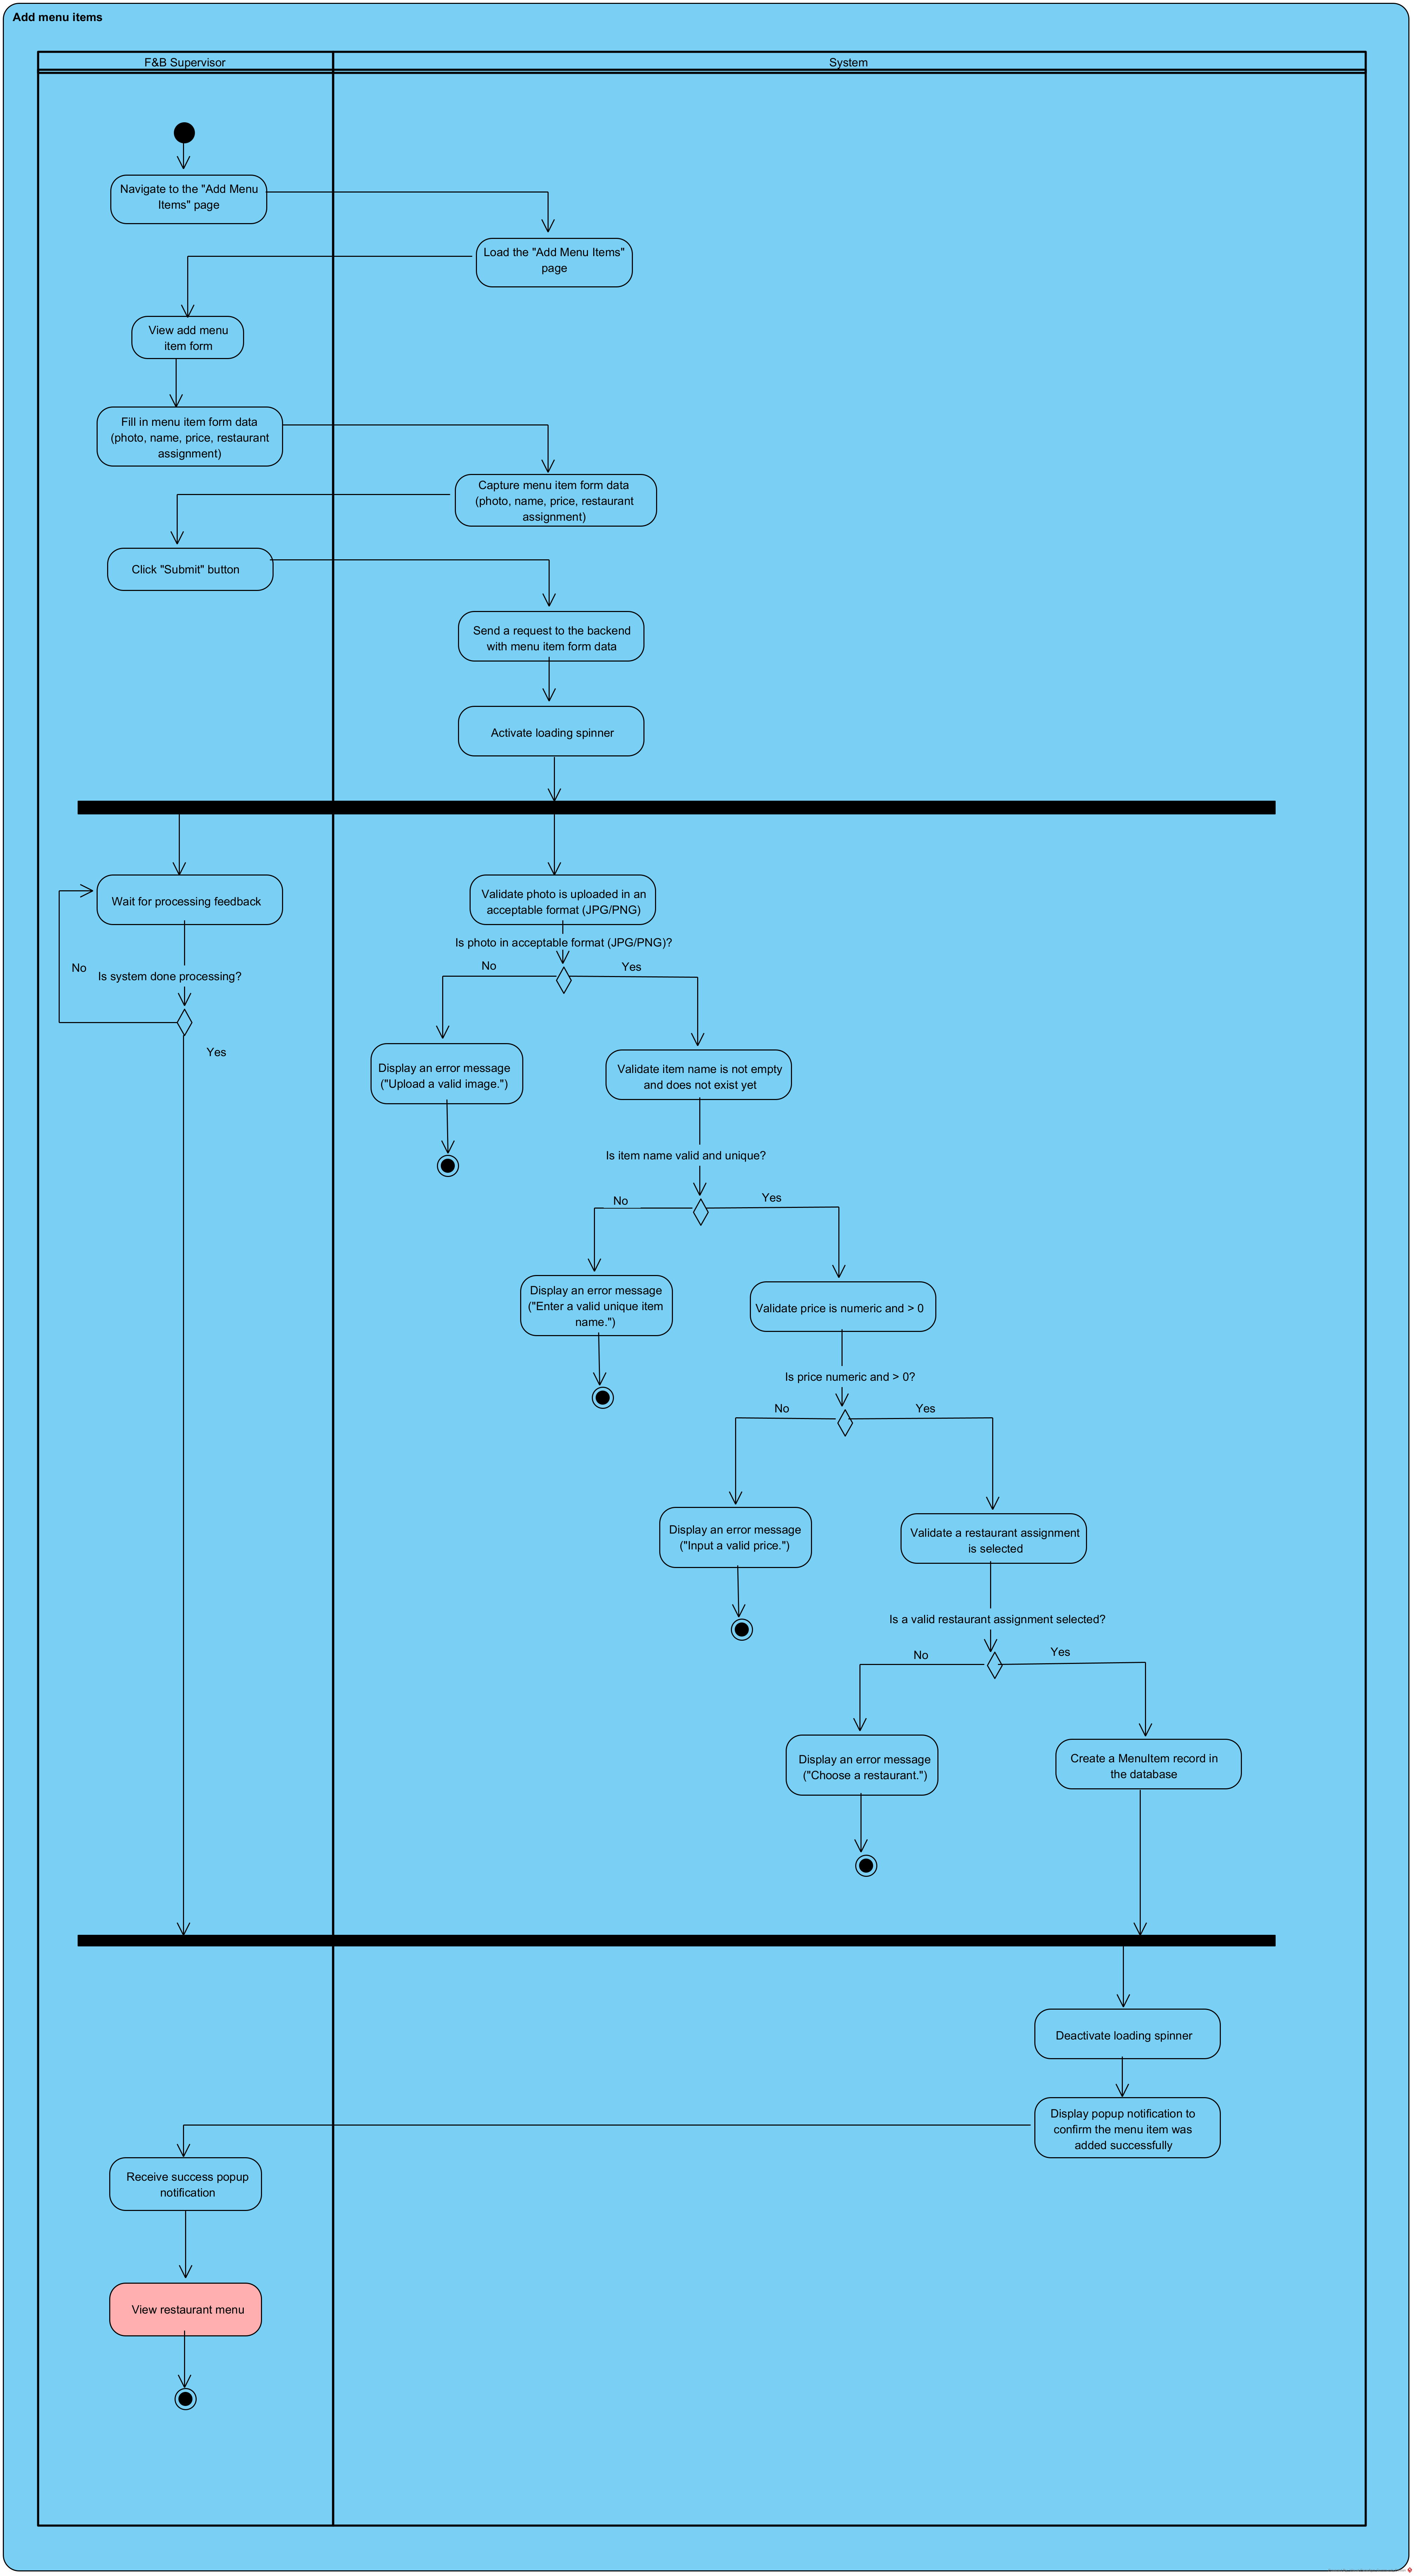 Add menu items
F&B Supervisor
System
Navigate to the "Add Menu
Items" page
Load the "Add Menu Items"
page
View add menu
item form
Fill in menu item form data
(photo, name, price, restaurant
assignment)
Capture menu item form data
(photo, name, price, restaurant
assignment)
Click "Submit" button
Send a request to the backend
with menu item form data
Activate loading spinner
Wait for processing feedback
Validate photo is uploaded in an
acceptable format (JPG/PNG)
Is photo in acceptable format (JPG/PNG)?
No
Yes
No
Is system done processing?
Yes
Display an error message
("Upload a valid image.")
Validate item name is not empty
and does not exist yet
Is item name valid and unique?
No
Yes
Display an error message
("Enter a valid unique item
name.")
Validate price is numeric and > 0
Is price numeric and > 0?
No
Yes
Display an error message
("Input a valid price.")
Validate a restaurant assignment
is selected
Is a valid restaurant assignment selected?
No
Yes
Display an error message
("Choose a restaurant.")
Create a MenuItem record in
the database
Deactivate loading spinner
Display popup notification to
confirm the menu item was
added successfully
Receive success popup
notification
View restaurant menu